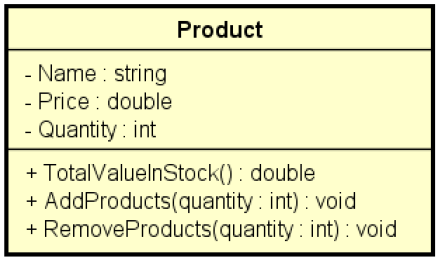 Product
- Name : string
- Price : double
- Quantity : int
+ TotalValueInStock() : double
+ AddProducts(quantity : int) : void
+ RemoveProducts(quantity : int) : void